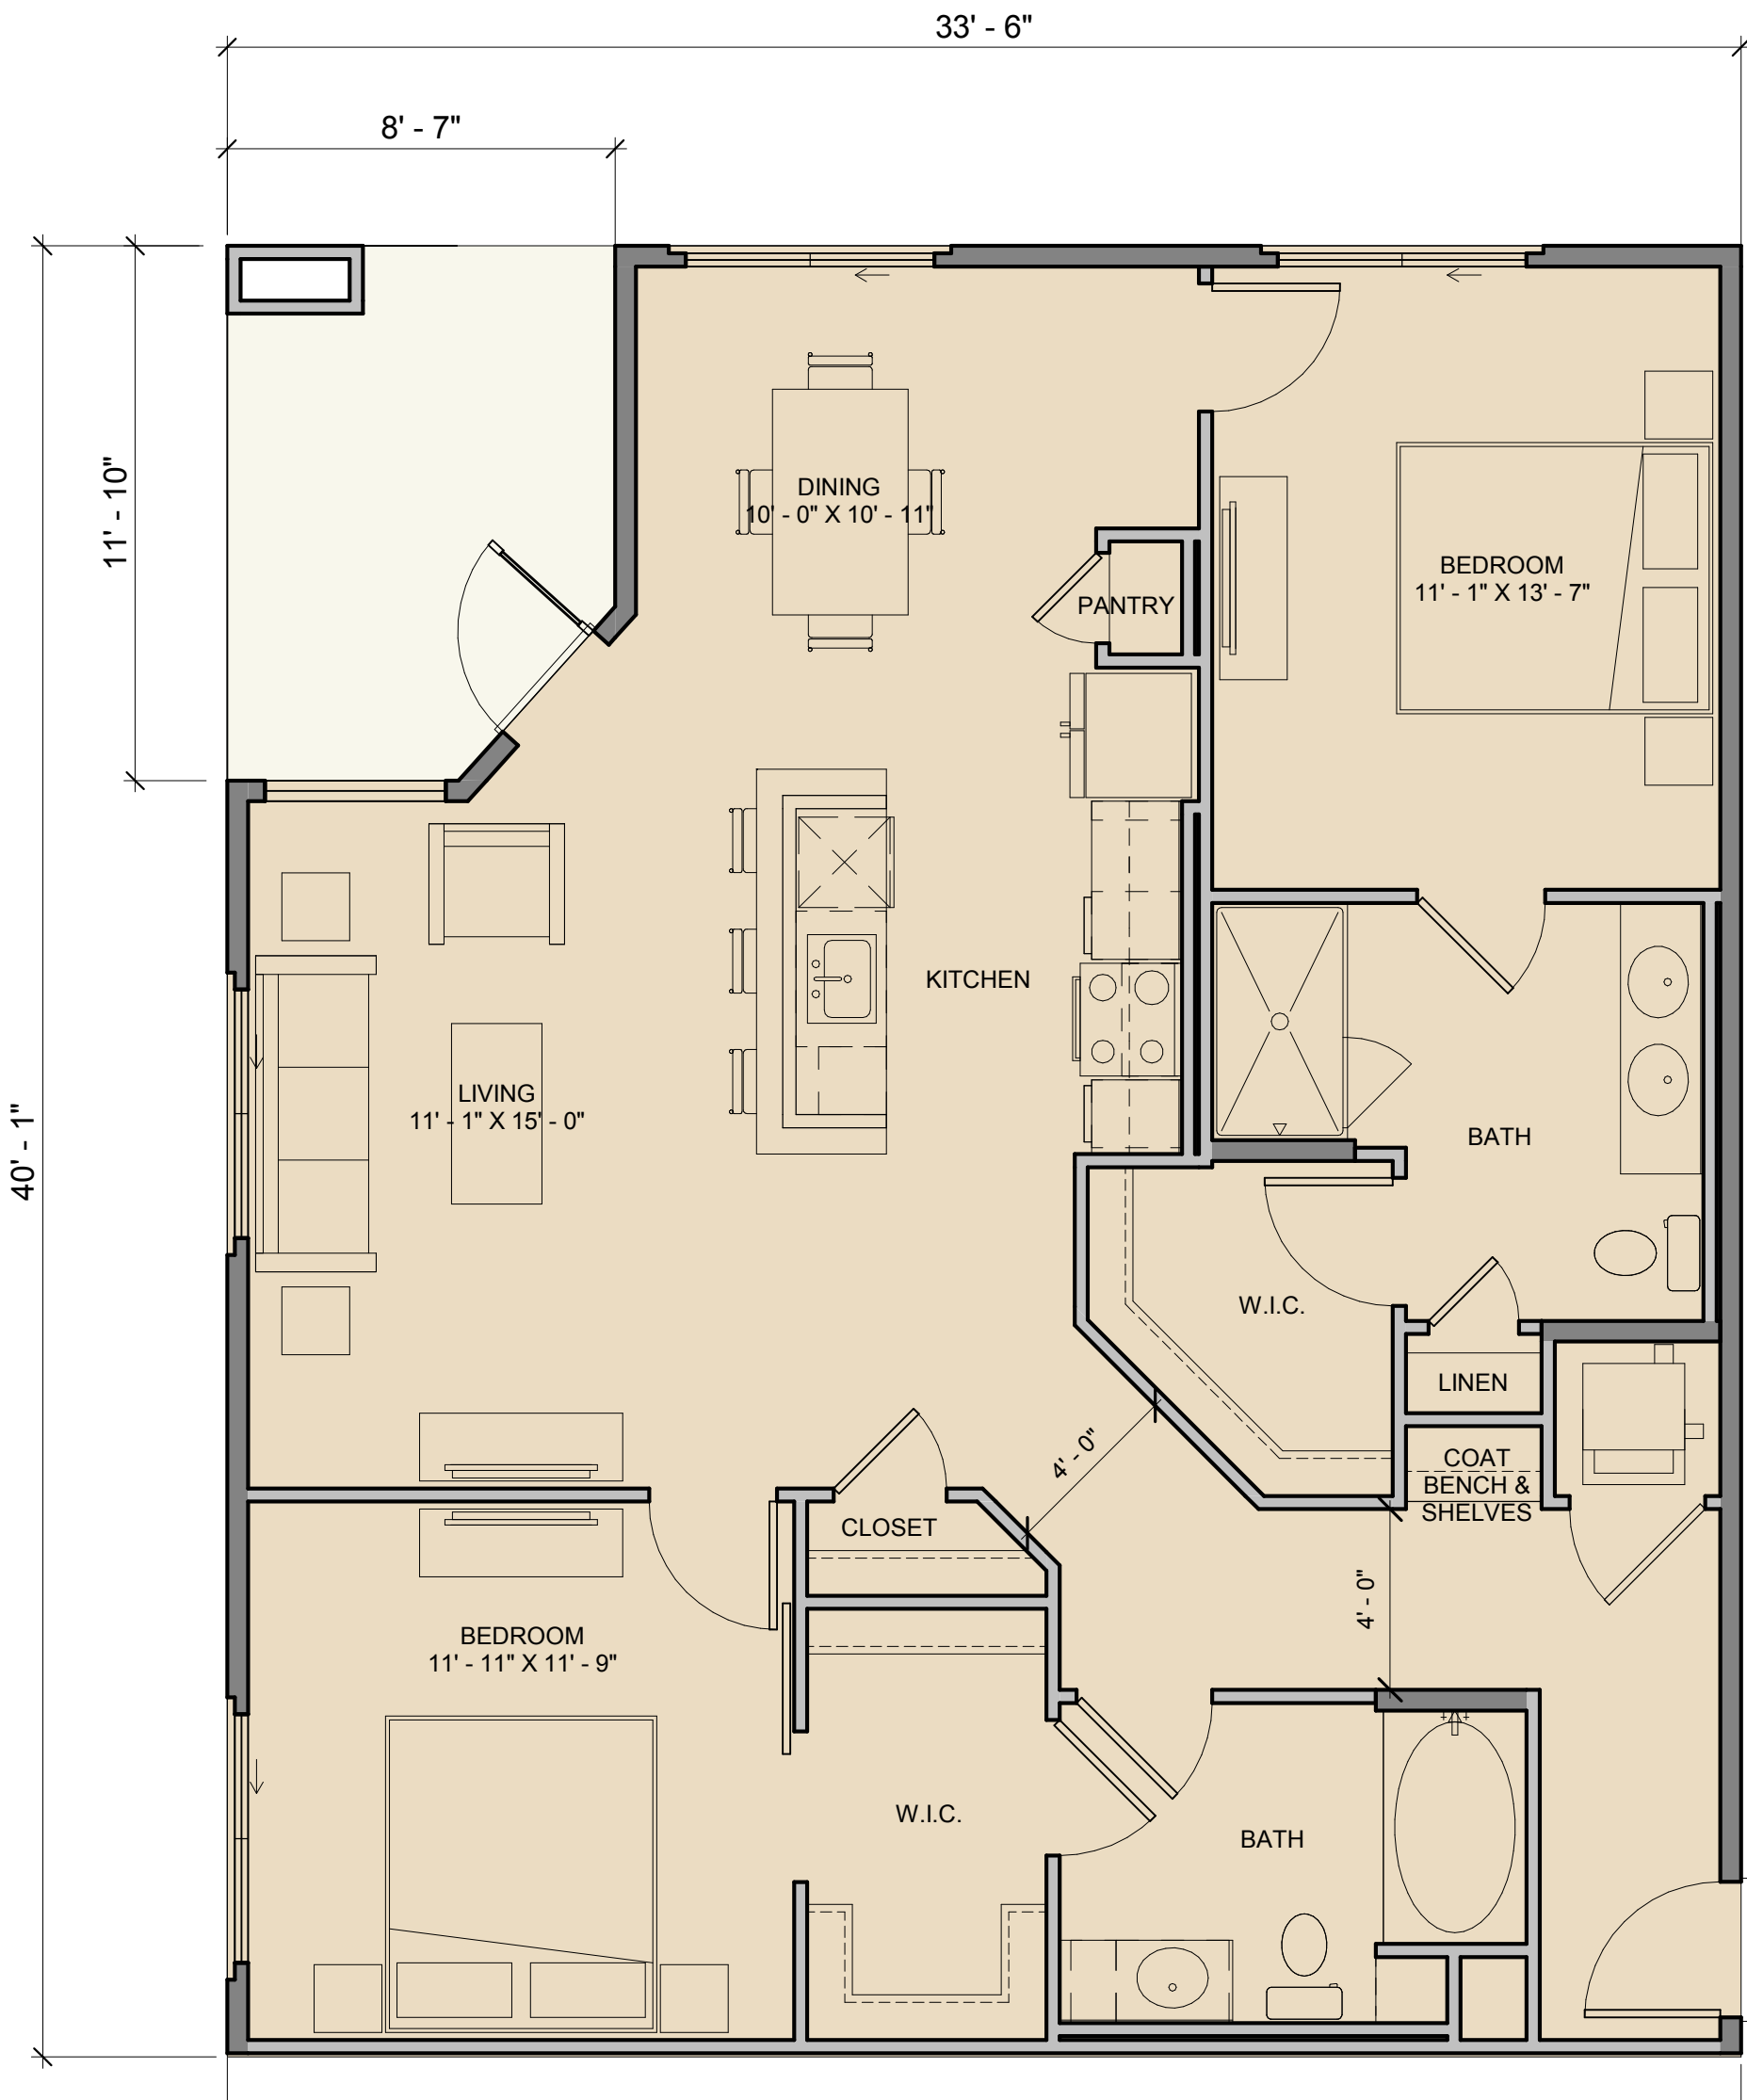 33' - 6"
8' - 7"
11' - 10"
40' - 1"
DINING
10' - 0" X 10' - 11"
PANTRY
BEDROOM
11' - 1" X 13' - 7"
KITCHEN
LIVING
11' - 1" X 15' - 0"
BATH
W.I.C.
LINEN
COAT
BENCH &
SHELVES
4' - 0"
CLOSET
4' - 0"
BEDROOM
11' - 11" X 11' - 9"
W.I.C.
BATH